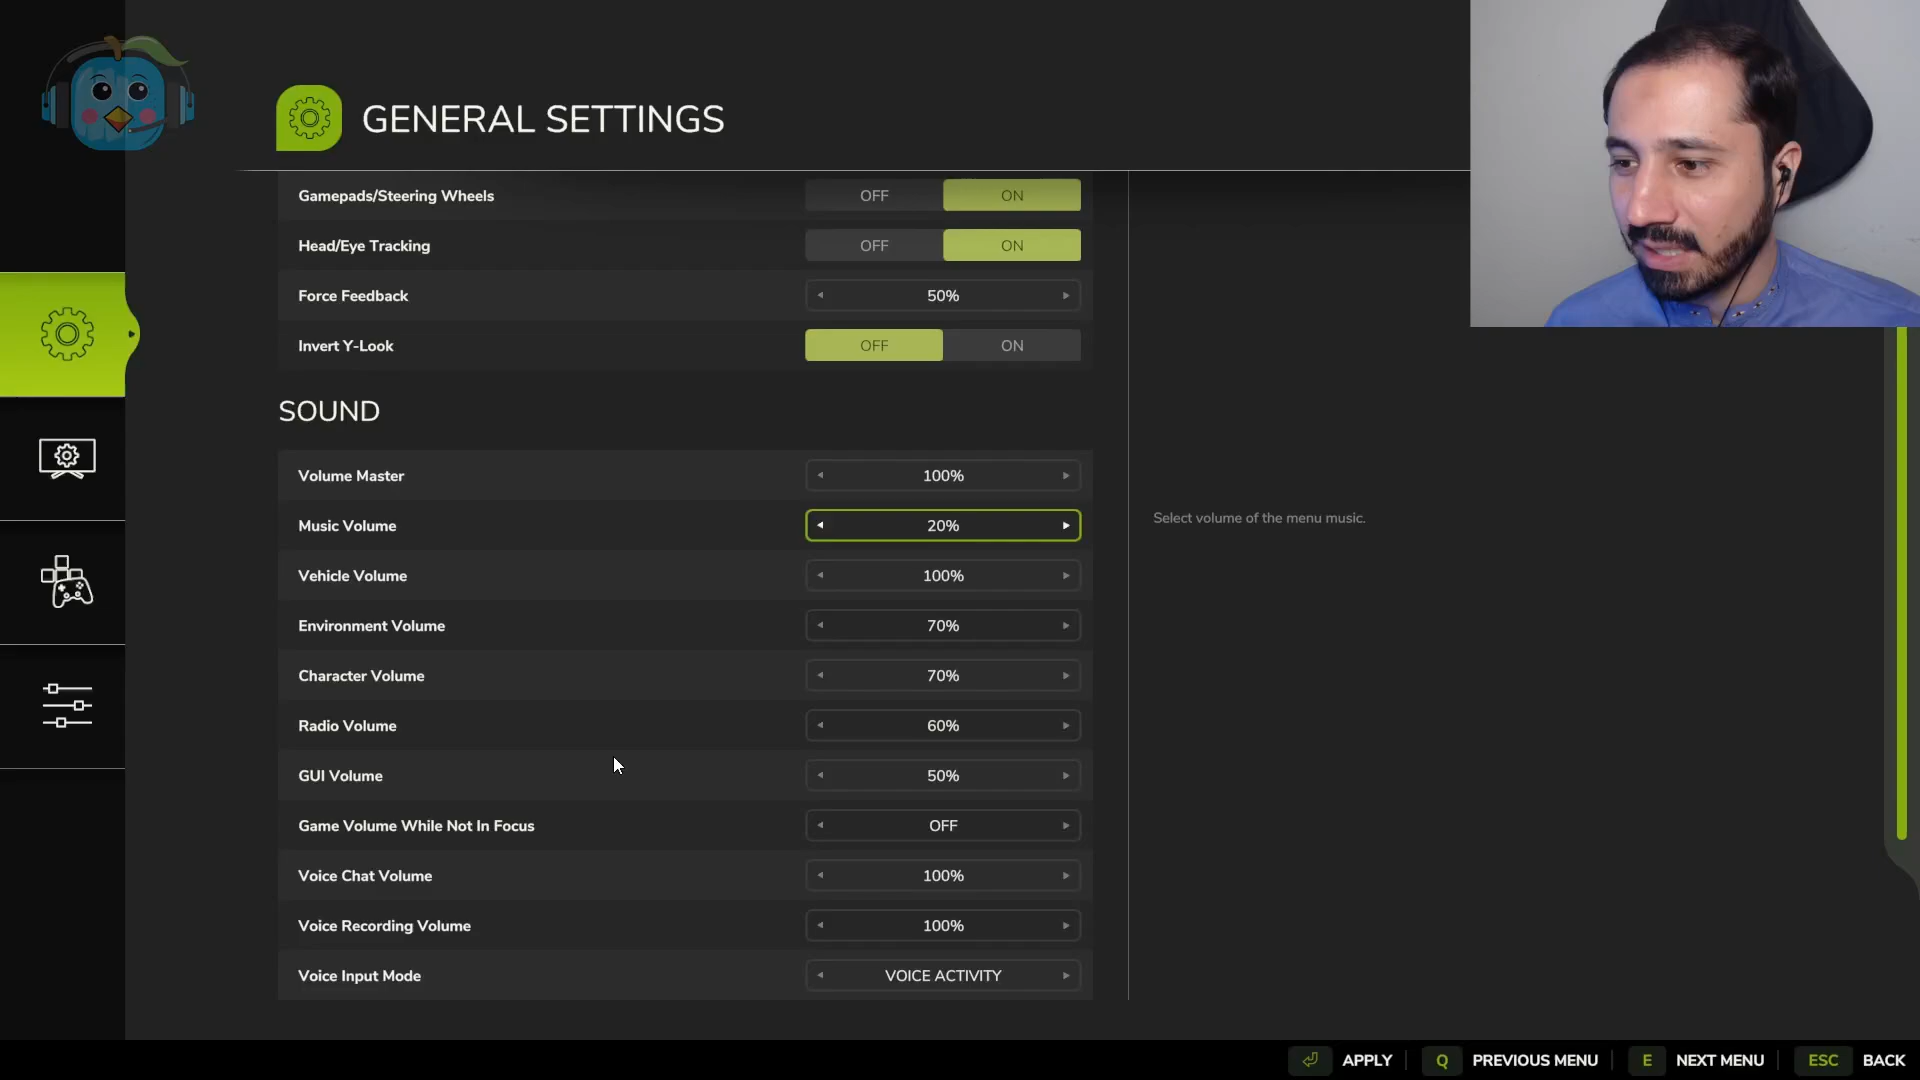 GENERAL SETTINGS
Gamepads/Steering Wheels OFF ON
Head/Eye Tracking OFF ON
Force Feedback 50%
Invert Y-Look OFF ON
SOUND
Volume Master 100%
Music Volume 20%
Select volume of the menu music.
Vehicle Volume 100%
Environment Volume 70%
Character Volume 70%
Radio Volume 60%
GUI Volume 50%
Game Volume While Not In Focus OFF
Voice Chat Volume 100%
Voice Recording Volume 100%
Voice Input Mode VOICE ACTIVITY
APPLY Q PREVIOUS MENU E NEXT MENU ESC BACK